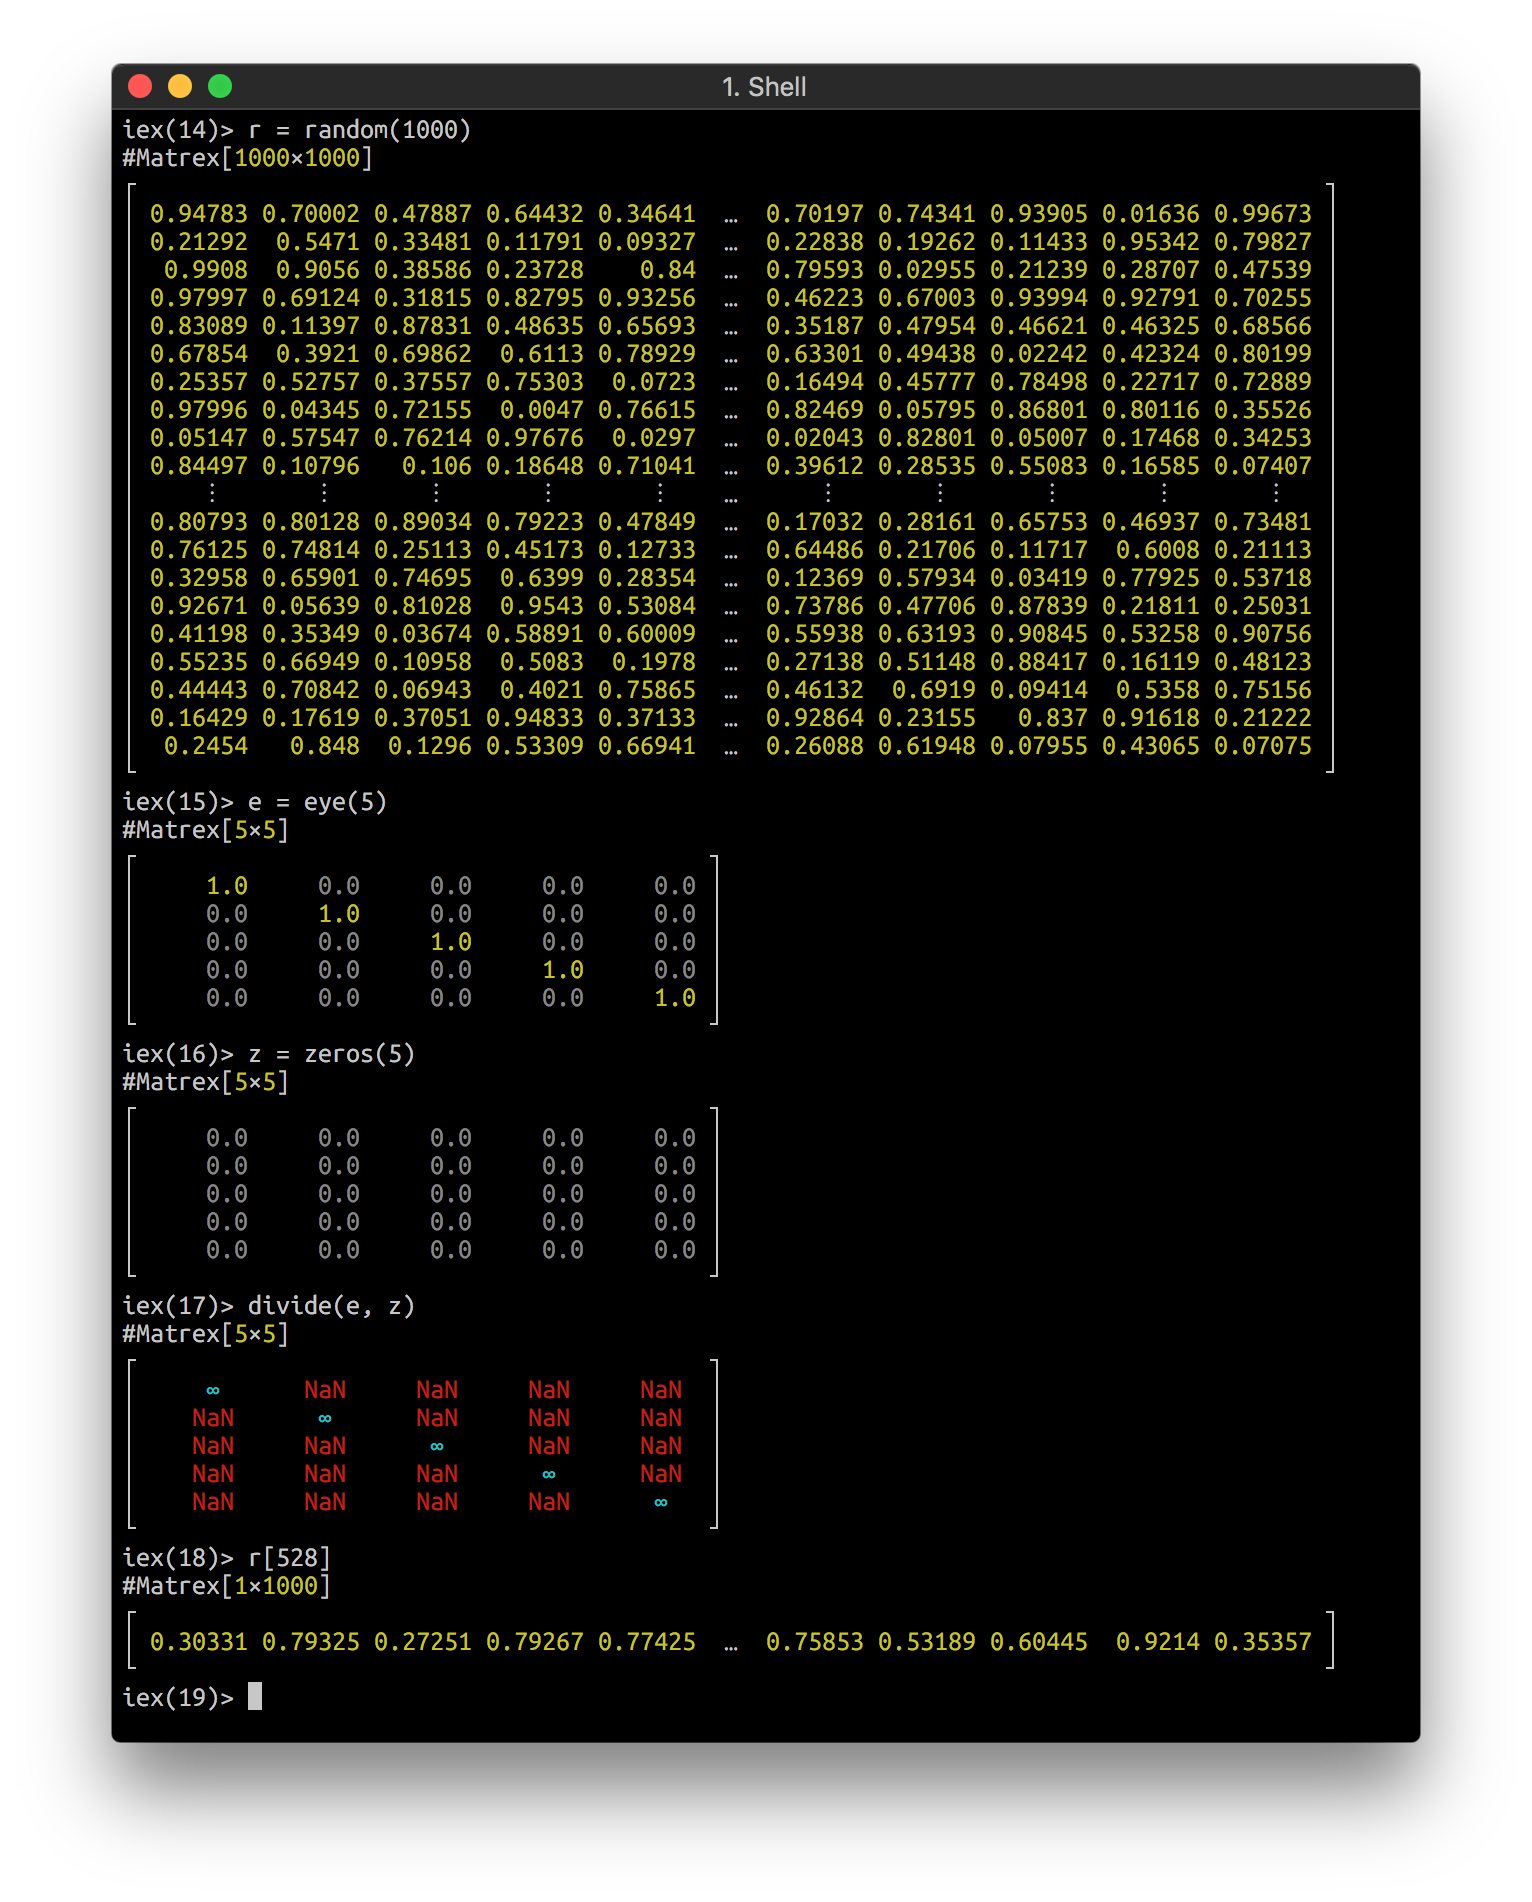 1. Shell
iex(14)> r = random(1000)
#Matrex[1000×1000]
0.94783 0.70002 0.47887 0.64432 0.34641 … 0.70197 0.74341 0.93905 0.01636 0.99673
0.21292 0.5471 0.33481 0.11791 0.09327 … 0.22838 0.19262 0.11433 0.95342 0.79827
0.9908 0.9056 0.38586 0.23728 0.84 … 0.79593 0.02955 0.21239 0.28707 0.47539
0.97997 0.69124 0.31815 0.82795 0.93256 … 0.46223 0.67003 0.93994 0.92791 0.70255
0.83089 0.11397 0.87831 0.48635 0.65693 … 0.35187 0.47954 0.46621 0.46325 0.68566
0.67854 0.3921 0.69862 0.6113 0.78929 … 0.63301 0.49438 0.02242 0.42324 0.80199
0.25357 0.52757 0.37557 0.75303 0.0723 … 0.16494 0.45777 0.78498 0.22717 0.72889
0.97996 0.04345 0.72155 0.0047 0.76615 … 0.82469 0.05795 0.86801 0.80116 0.35526
0.05147 0.57547 0.76214 0.97676 0.0297 … 0.02043 0.82801 0.05007 0.17468 0.34253
0.84497 0.10796 0.106 0.18648 0.71041 … 0.39612 0.28535 0.55083 0.16585 0.07407
⋮ ⋮ ⋮ ⋮ ⋮ … ⋮ ⋮ ⋮ ⋮ ⋮
0.80793 0.80128 0.89034 0.79223 0.47849 … 0.17032 0.28161 0.65753 0.46937 0.73481
0.76125 0.74814 0.25113 0.45173 0.12733 … 0.64486 0.21706 0.11717 0.6008 0.21113
0.32958 0.65901 0.74695 0.6399 0.28354 … 0.12369 0.57934 0.03419 0.77925 0.53718
0.92671 0.05639 0.81028 0.9543 0.53084 … 0.73786 0.47706 0.87839 0.21811 0.25031
0.41198 0.35349 0.03674 0.58891 0.60009 … 0.55938 0.63193 0.90845 0.53258 0.90756
0.55235 0.66949 0.10958 0.5083 0.1978 … 0.27138 0.51148 0.88417 0.16119 0.48123
0.44443 0.70842 0.06943 0.4021 0.75865 … 0.46132 0.6919 0.09414 0.5358 0.75156
0.16429 0.17619 0.37051 0.94833 0.37133 … 0.92864 0.23155 0.837 0.91618 0.21222
0.2454 0.848 0.1296 0.53309 0.66941 … 0.26088 0.61948 0.07955 0.43065 0.07075
iex(15)> e = eye(5)
#Matrex[5×5]
1.0 0.0 0.0 0.0 0.0
0.0 1.0 0.0 0.0 0.0
0.0 0.0 1.0 0.0 0.0
0.0 0.0 0.0 1.0 0.0
0.0 0.0 0.0 0.0 1.0
iex(16)> z = zeros(5)
#Matrex[5×5]
0.0 0.0 0.0 0.0 0.0
0.0 0.0 0.0 0.0 0.0
0.0 0.0 0.0 0.0 0.0
0.0 0.0 0.0 0.0 0.0
0.0 0.0 0.0 0.0 0.0
iex(17)> divide(e, z)
#Matrex[5×5]
∞ NaN NaN NaN NaN
NaN ∞ NaN NaN NaN
NaN NaN ∞ NaN NaN
NaN NaN NaN ∞ NaN
NaN NaN NaN NaN ∞
iex(18)> r[528]
#Matrex[1×1000]
0.30331 0.79325 0.27251 0.79267 0.77425 … 0.75853 0.53189 0.60445 0.9214 0.35357
iex(19)>